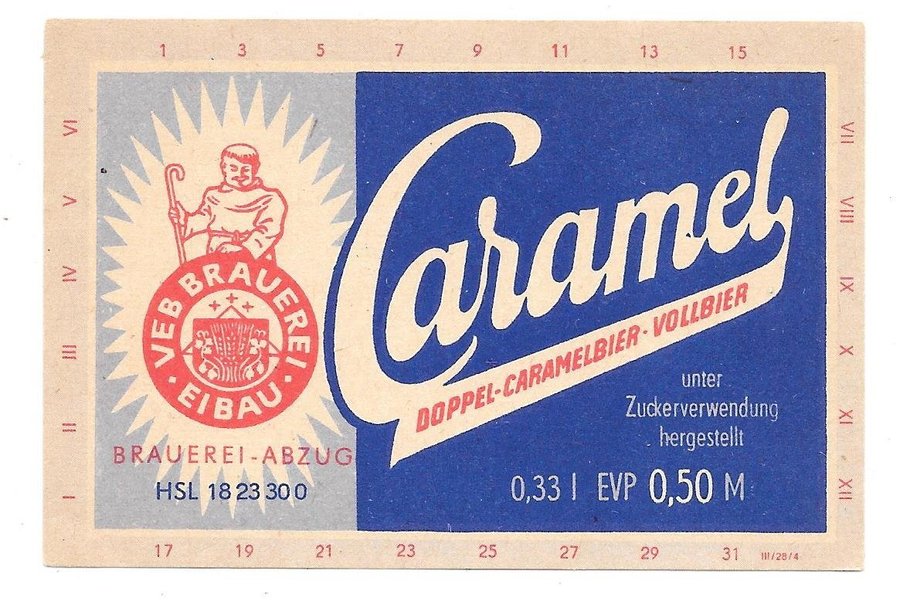 1 3 5 7 9 11 13 15
VI V IV III II I
VEB BRAUEREI
· EIBAU ·
BRAUEREI-ABZUG
HSL 18 23 300
Caramel
DOPPEL-CARAMELBIER · VOLLBIER
unter
Zuckerverwendung
hergestellt
0,33 l EVP 0,50 M
VII VIII IX X XI XII
17 19 21 23 25 27 29 31 III/28/4